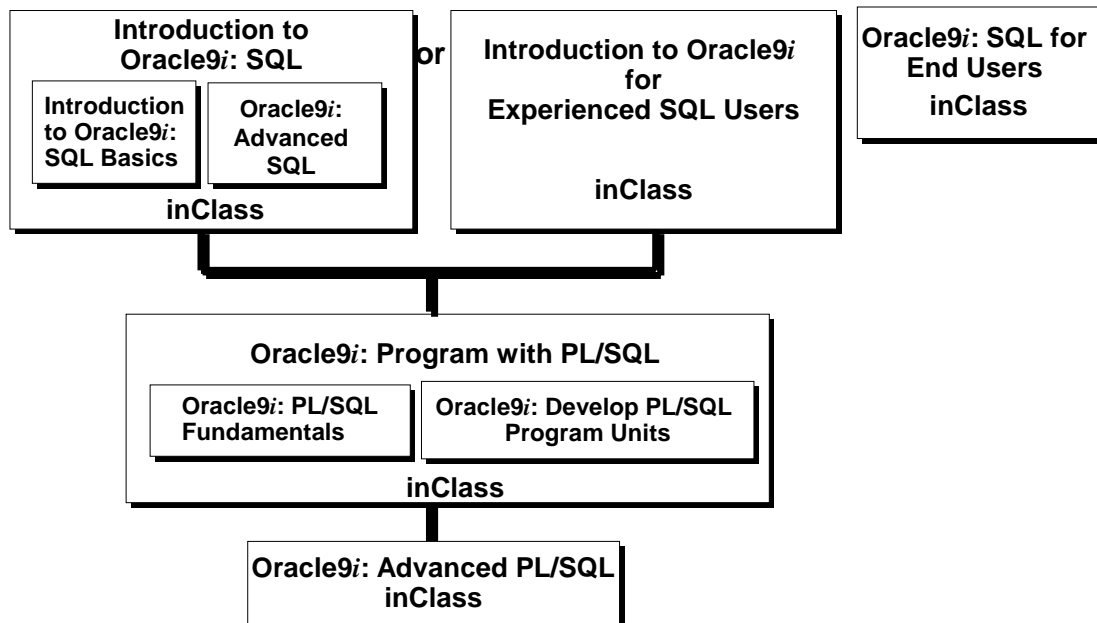 Introduction to
Oracle9i: SQL
Introduction
to Oracle9i:
SQL Basics
Oracle9i:
Advanced
SQL
inClass
or
Introduction to Oracle9i
for
Experienced SQL Users
inClass
Oracle9i: SQL for
End Users
inClass
Oracle9i: Program with PL/SQL
Oracle9i: PL/SQL
Fundamentals
Oracle9i: Develop PL/SQL
Program Units
inClass
Oracle9i: Advanced PL/SQL
inClass